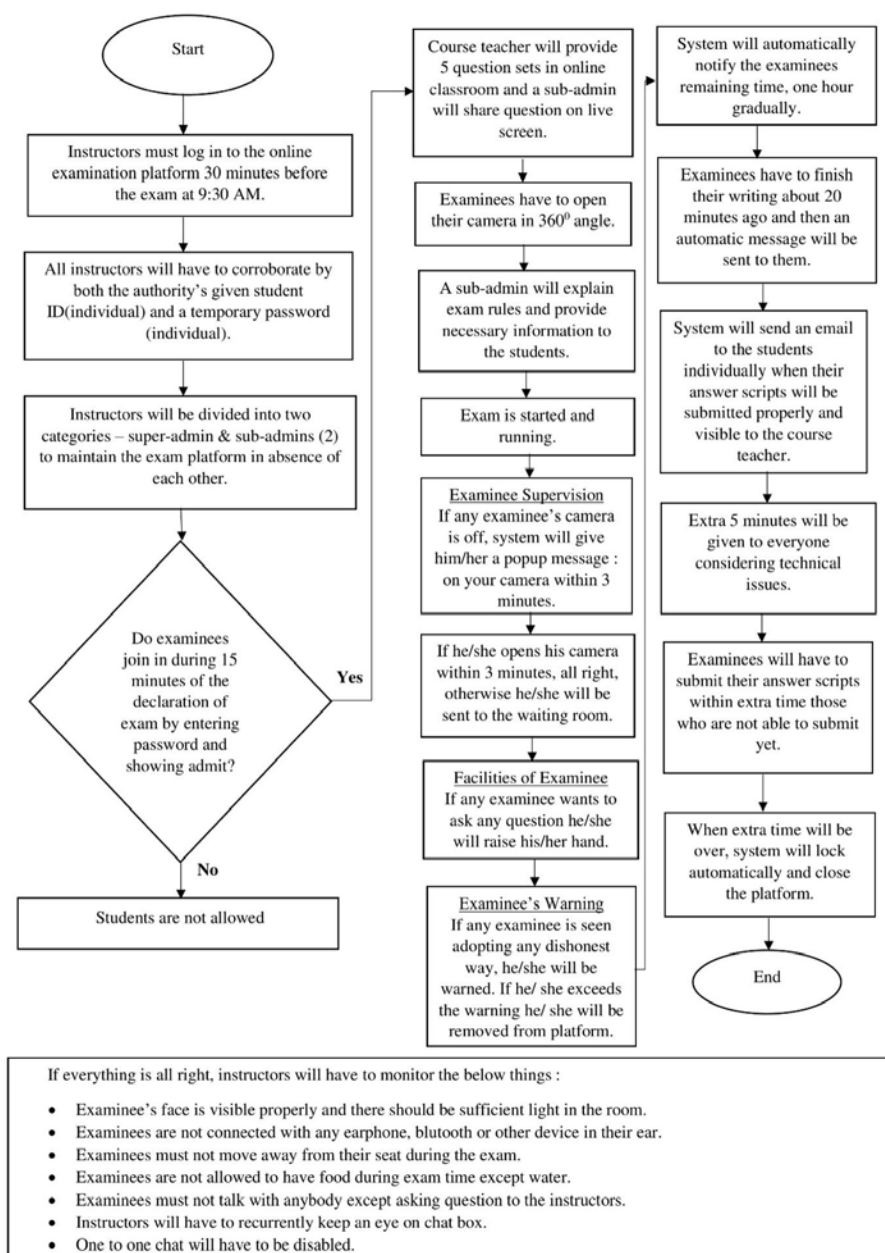 Start
Instructors must log in to the online
examination platform 30 minutes before
the exam at 9:30 AM.
All instructors will have to corroborate by
both the authority's given student
ID(individual) and a temporary password
(individual).
Instructors will be divided into two
categories – super-admin & sub-admins (2)
to maintain the exam platform in absence of
each other.
Do examinees
join in during 15
minutes of the
declaration of
exam by entering
password and
showing admit?
Yes
No
Students are not allowed
Course teacher will provide
5 question sets in online
classroom and a sub-admin
will share question on live
screen.
Examinees have to open
their camera in 360⁰ angle.
A sub-admin will explain
exam rules and provide
necessary information to
the students.
Exam is started and
running.
Examinee Supervision
If any examinee's camera
is off, system will give
him/her a popup message :
on your camera within 3
minutes.
If he/she opens his camera
within 3 minutes, all right,
otherwise he/she will be
sent to the waiting room.
Facilities of Examinee
If any examinee wants to
ask any question he/she
will raise his/her hand.
Examinee's Warning
If any examinee is seen
adopting any dishonest
way, he/she will be
warned. If he/ she exceeds
the warning he/ she will be
removed from platform.
System will automatically
notify the examinees
remaining time, one hour
gradually.
Examinees have to finish
their writing about 20
minutes ago and then an
automatic message will be
sent to them.
System will send an email
to the students
individually when their
answer scripts will be
submitted properly and
visible to the course
teacher.
Extra 5 minutes will be
given to everyone
considering technical
issues.
Examinees will have to
submit their answer scripts
within extra time those
who are not able to submit
yet.
When extra time will be
over, system will lock
automatically and close
the platform.
End
If everything is all right, instructors will have to monitor the below things :
• Examinee's face is visible properly and there should be sufficient light in the room.
• Examinees are not connected with any earphone, blutooth or other device in their ear.
• Examinees must not move away from their seat during the exam.
• Examinees are not allowed to have food during exam time except water.
• Examinees must not talk with anybody except asking question to the instructors.
• Instructors will have to recurrently keep an eye on chat box.
• One to one chat will have to be disabled.